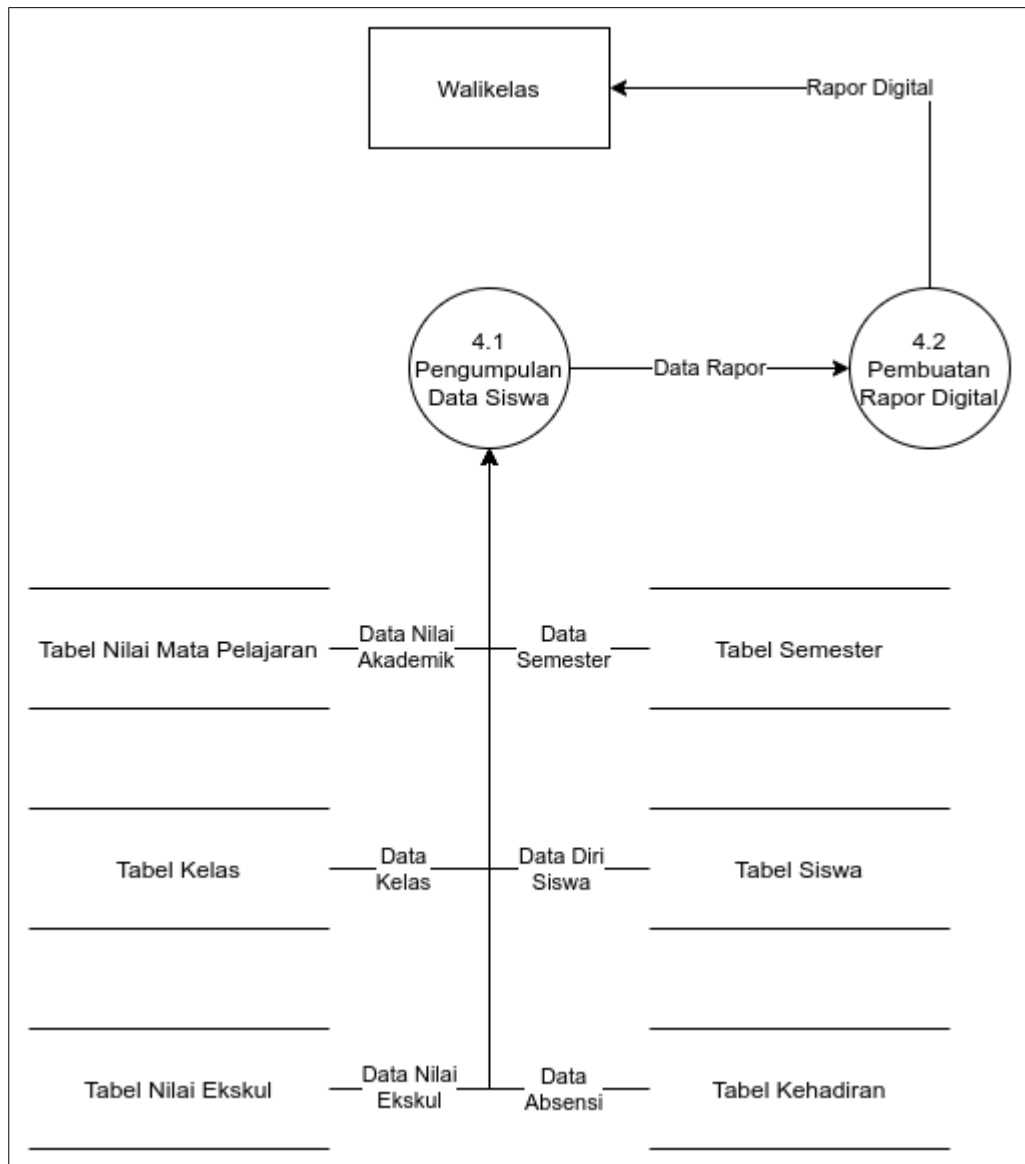 Walikelas
Rapor Digital
4.1
Pengumpulan
Data Siswa
Data Rapor
4.2
Pembuatan
Rapor Digital
Tabel Nilai Mata Pelajaran
Data Nilai
Akademik
Data
Semester
Tabel Semester
Tabel Kelas
Data
Kelas
Data Diri
Siswa
Tabel Siswa
Tabel Nilai Ekskul
Data Nilai
Ekskul
Data
Absensi
Tabel Kehadiran